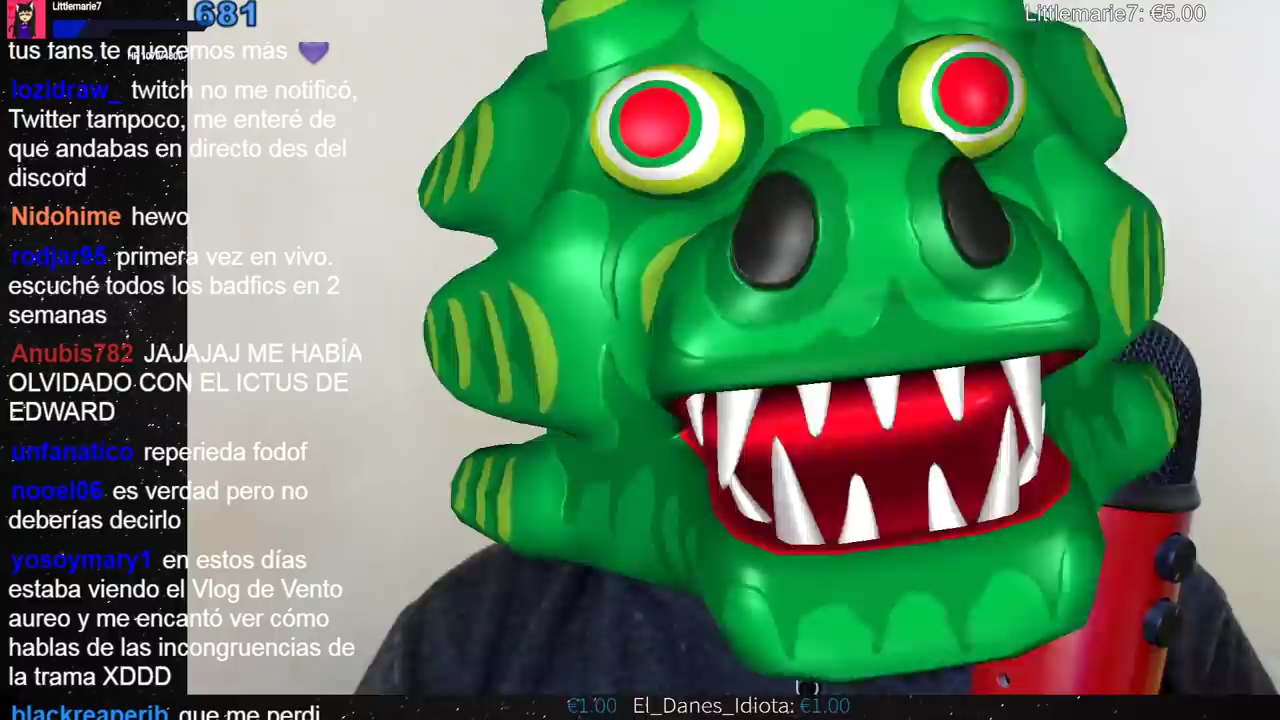 Littlemarie7
681
Littlemarie7: €5.00
tus fans te queremos más 💜
lozidraw_ twitch no me notificó,
Twitter tampoco, me enteré de
que andabas en directo des del
discord
Nidohime hewo
rodjar95 primera vez en vivo.
escuché todos los badfics en 2
semanas
Anubis782 JAJAJAJ ME HABÍA
OLVIDADO CON EL ICTUS DE
EDWARD
unfanatico reperieda fodof
nooel06 es verdad pero no
deberías decirlo
yosoymary1 en estos días
estaba viendo el Vlog de Vento
aureo y me encantó ver cómo
hablas de las incongruencias de
la trama XDDD
blackreaperjb que me perdi
€1.00 El_Danes_Idiota: €1.00